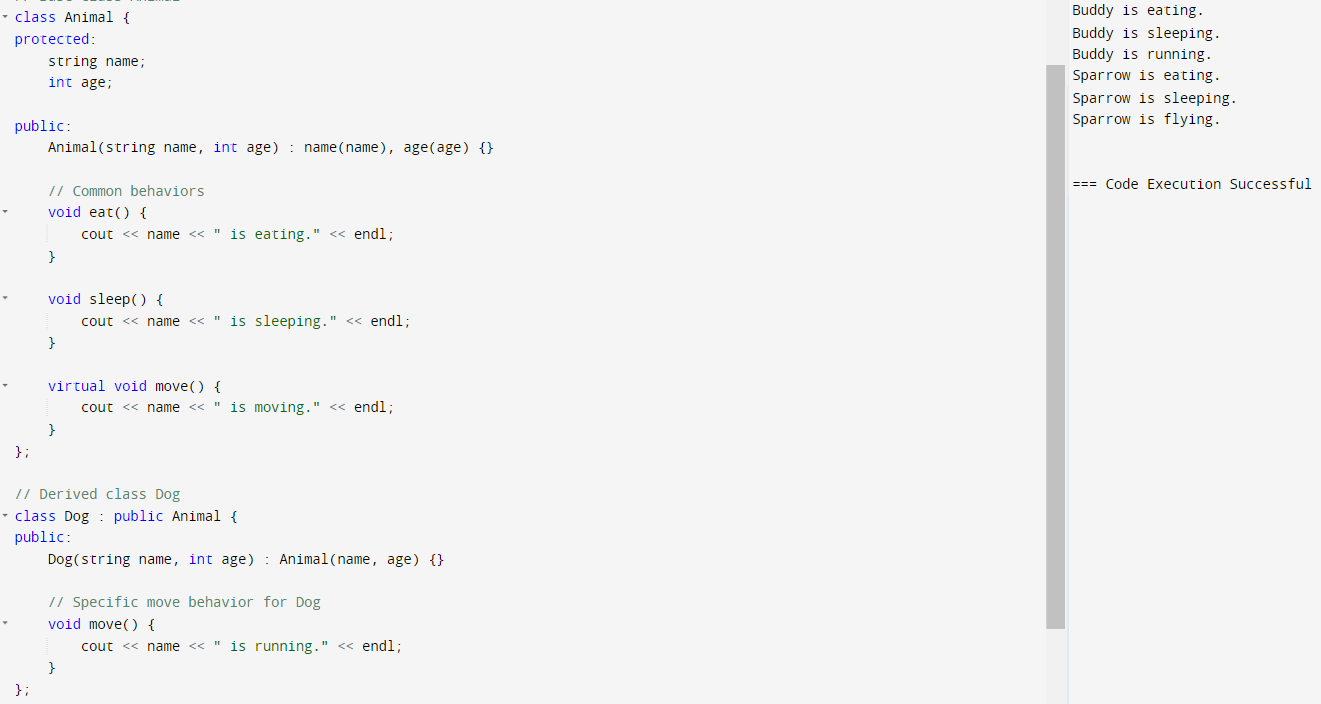 class Animal {
protected:
    string name;
    int age;

public:
    Animal(string name, int age) : name(name), age(age) {}

    // Common behaviors
    void eat() {
        cout << name << " is eating." << endl;
    }

    void sleep() {
        cout << name << " is sleeping." << endl;
    }

    virtual void move() {
        cout << name << " is moving." << endl;
    }
};

// Derived class Dog
class Dog : public Animal {
public:
    Dog(string name, int age) : Animal(name, age) {}

    // Specific move behavior for Dog
    void move() {
        cout << name << " is running." << endl;
    }
};
Buddy is eating.
Buddy is sleeping.
Buddy is running.
Sparrow is eating.
Sparrow is sleeping.
Sparrow is flying.

=== Code Execution Successful